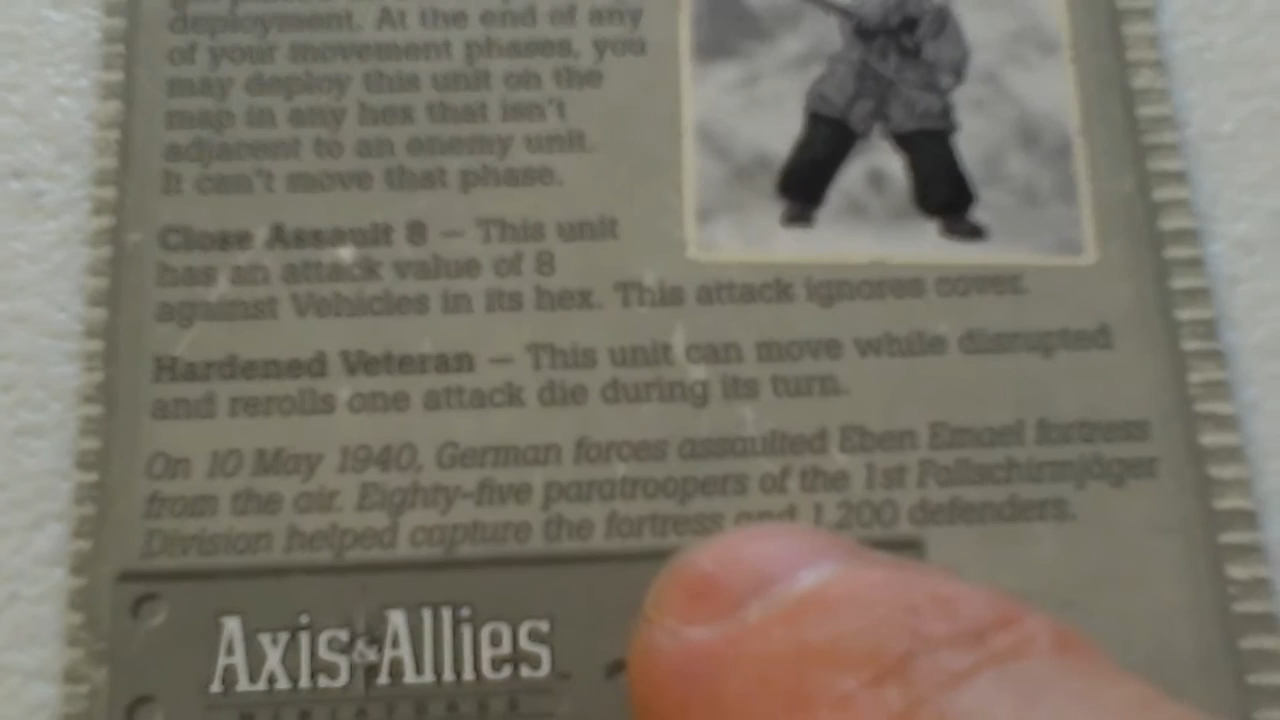 deployment. At the end of any
of your movement phases, you
may deploy this unit on the
map in any hex that isn't
adjacent to an enemy unit.
It can't move that phase.
Close Assault 8 – This unit
has an attack value of 8
against Vehicles in its hex. This attack ignores cover.
Hardened Veteran – This unit can move while disrupted
and rerolls one attack die during its turn.
On 10 May 1940, German forces assaulted Eben Emael fortress
from the air. Eighty-five paratroopers of the 1st Fallschirmjäger
Division helped capture the fortress and 1,200 defenders.
Axis & Allies